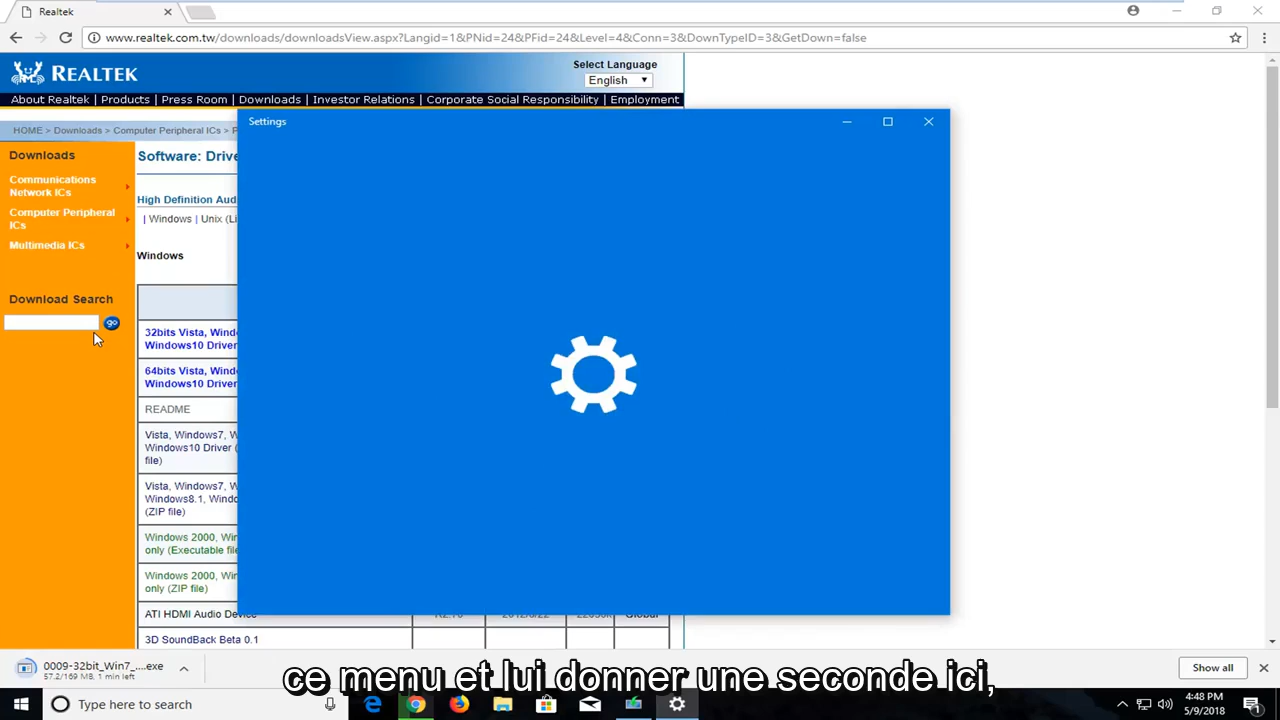 Realtek
www.realtek.com.tw/downloads/downloadsView.aspx?Langid=1&PNid=24&PFid=24&Level=4&Conn=3&DownTypeID=3&GetDown=false
REALTEK
Select Language
English
About Realtek | Products | Press Room | Downloads | Investor Relations | Corporate Social Responsibility | Employment
HOME > Downloads > Computer Peripheral ICs > P
Settings
Downloads
Communications
Network ICs
Computer Peripheral
ICs
Multimedia ICs
Download Search
go
Software: Drive
High Definition Aud
| Windows | Unix (Li
Windows
32bits Vista, Wind
Windows10 Driver
64bits Vista, Wind
Windows10 Driver
README
Vista, Windows7, W
Windows10 Driver (
file)
Vista, Windows7, W
Windows8.1, Windo
(ZIP file)
Windows 2000, Win
only (Executable file
Windows 2000, Win
only (ZIP file)
ATI HDMI Audio Device
Global
3D SoundBack Beta 0.1
0009-32bit_Win7_....exe
57.2/169 MB, 1 min left
Show all
ce menu et lui donner une seconde ici,
Type here to search
4:48 PM
5/9/2018
1